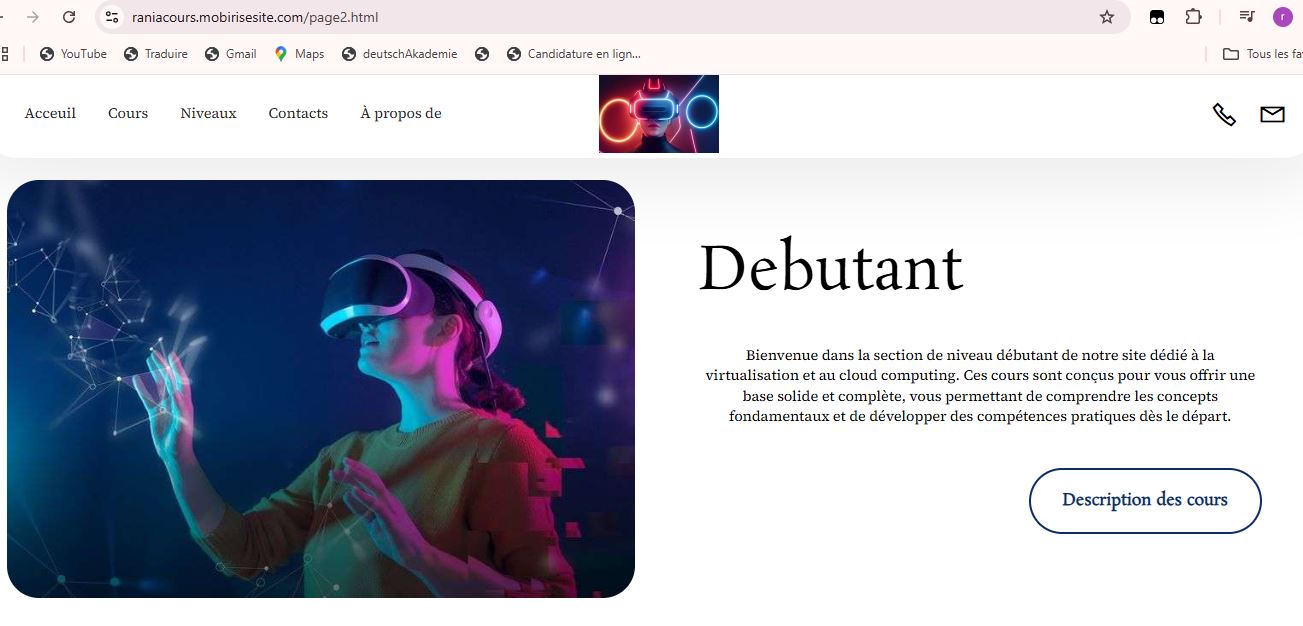 raniacours.mobirisesite.com/page2.html
r
YouTube Traduire Gmail Maps deutschAkademie Candidature en lign... Tous les fa
Acceuil Cours Niveaux Contacts À propos de
Debutant
Bienvenue dans la section de niveau débutant de notre site dédié à la
virtualisation et au cloud computing. Ces cours sont conçus pour vous offrir une
base solide et complète, vous permettant de comprendre les concepts
fondamentaux et de développer des compétences pratiques dès le départ.
Description des cours